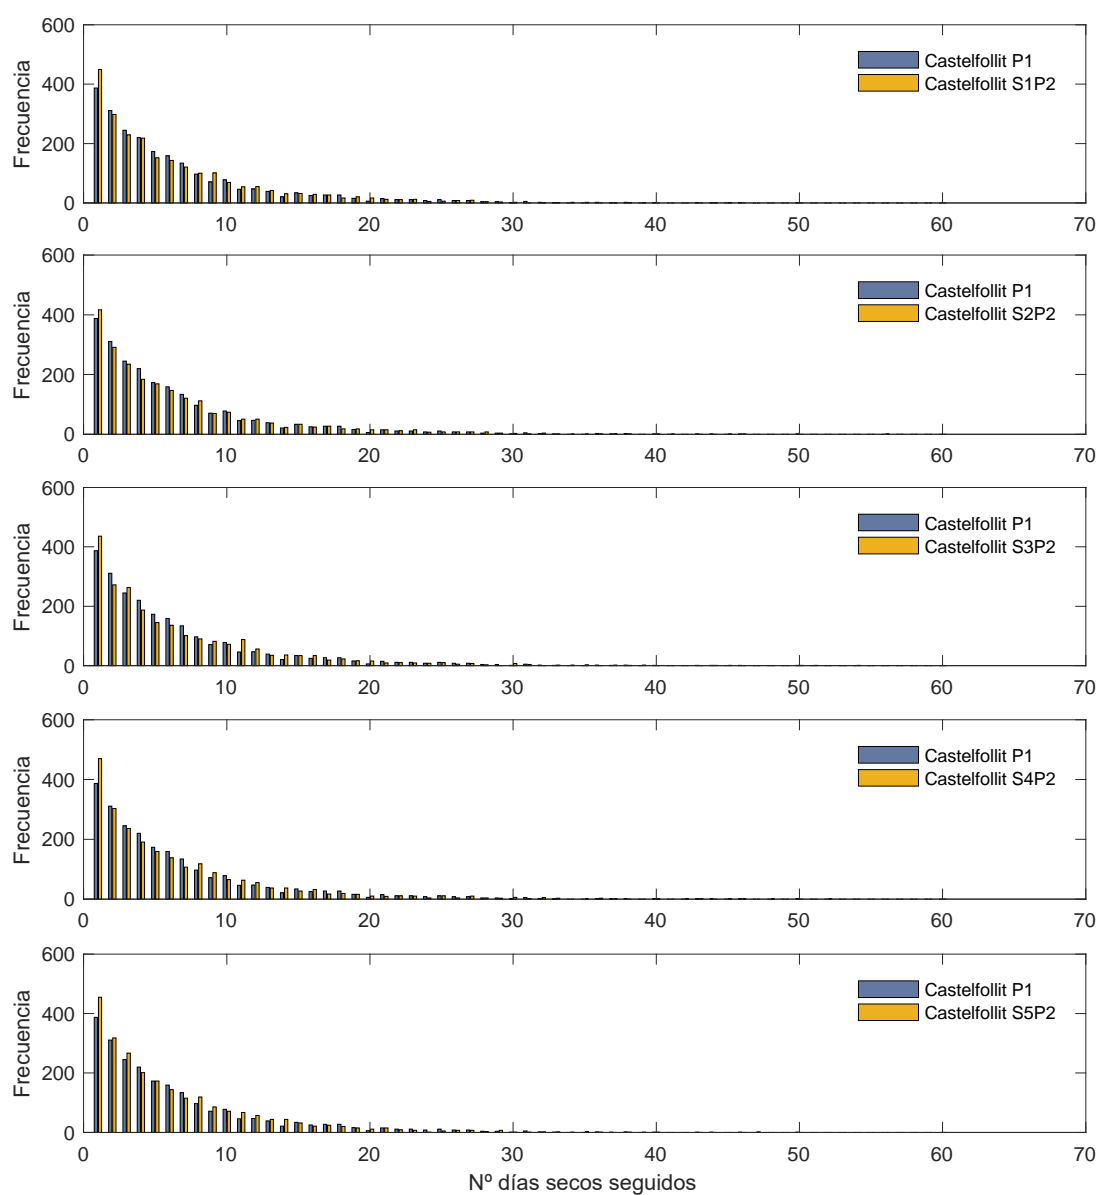 600
400
200
0
Frecuencia
Castelfollit P1
Castelfollit S1P2
0 10 20 30 40 50 60 70
600
400
200
0
Frecuencia
Castelfollit P1
Castelfollit S2P2
0 10 20 30 40 50 60 70
600
400
200
0
Frecuencia
Castelfollit P1
Castelfollit S3P2
0 10 20 30 40 50 60 70
600
400
200
0
Frecuencia
Castelfollit P1
Castelfollit S4P2
0 10 20 30 40 50 60 70
600
400
200
0
Frecuencia
Castelfollit P1
Castelfollit S5P2
0 10 20 30 40 50 60 70
Nº días secos seguidos